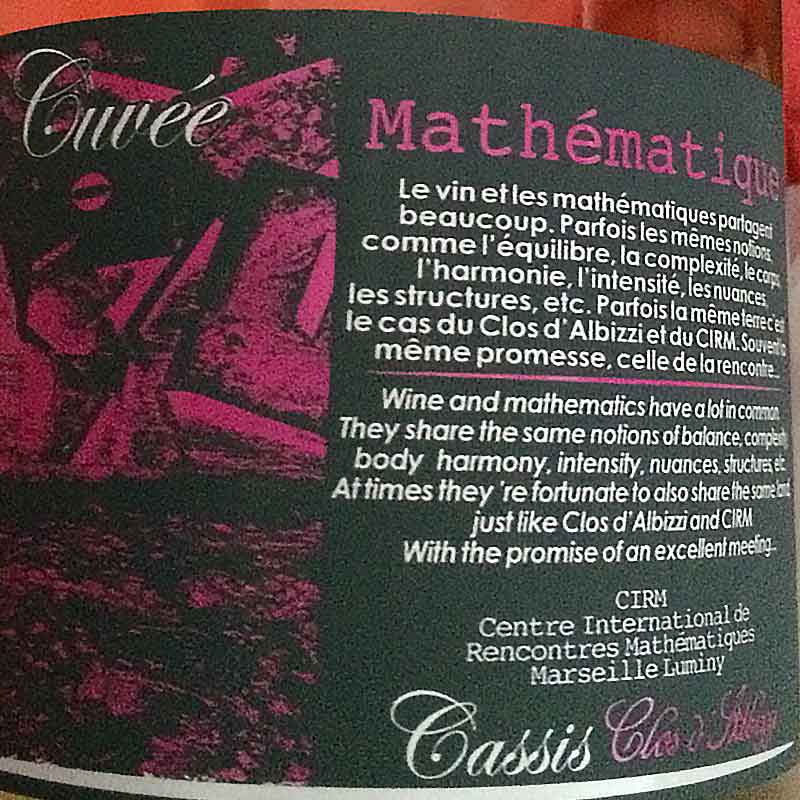 Cuvée
Mathématique
Le vin et les mathématiques partagent
beaucoup. Parfois les mêmes notions,
comme l'équilibre, la complexité, le corps,
l'harmonie, l'intensité, les nuances,
les structures, etc. Parfois la même terre c'est
le cas du Clos d'Albizzi et du CIRM. Souvent la
même promesse, celle de la rencontre...
Wine and mathematics have a lot in common.
They share the same notions of balance, complexity,
body harmony, intensity, nuances, structures, etc.
At times they 're fortunate to also share the same land,
just like Clos d'Albizzi and CIRM
With the promise of an excellent meeting...
CIRM
Centre International de
Rencontres Mathématiques
Marseille Luminy
Cassis Clos d'Albizzi